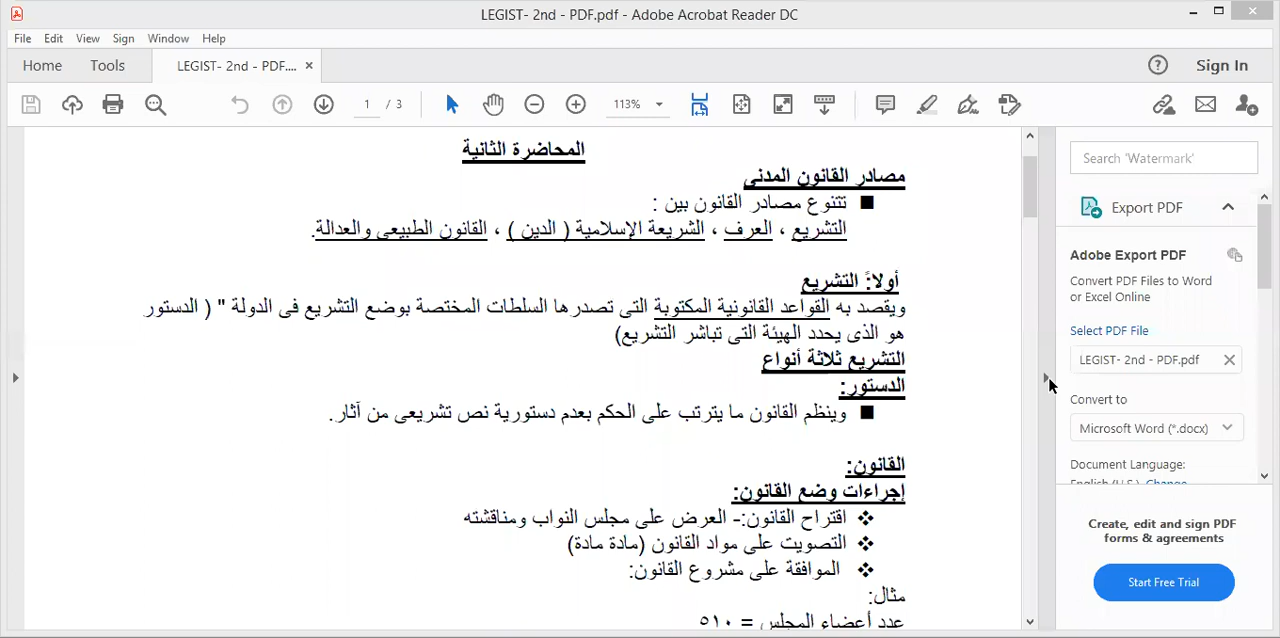 LEGIST- 2nd - PDF.pdf - Adobe Acrobat Reader DC
File Edit View Sign Window Help
Home Tools LEGIST- 2nd - PDF.... × Sign In
1 / 3 113%
المحاضرة الثانية
مصادر القانون المدنى
■ تتنوع مصادر القانون بين :
التشريع ، العرف ، الشريعة الإسلامية ( الدين ) ، القانون الطبيعى والعدالة.
أولاً: التشريع
ويقصد به القواعد القانونية المكتوبة التى تصدرها السلطات المختصة بوضع التشريع فى الدولة " ( الدستور
هو الذى يحدد الهيئة التى تباشر التشريع)
التشريع ثلاثة أنواع
الدستور:
■ وينظم القانون ما يترتب على الحكم بعدم دستورية نص تشريعى من آثار.
القانون:
إجراءات وضع القانون:
❖ اقتراح القانون:- العرض على مجلس النواب ومناقشته
❖ التصويت على مواد القانون (مادة مادة)
❖ الموافقة على مشروع القانون:
مثال:
عدد أعضاء المجلس = ٥١٠
Search 'Watermark'
Export PDF
Adobe Export PDF
Convert PDF Files to Word
or Excel Online
Select PDF File
LEGIST- 2nd - PDF.pdf
Convert to
Microsoft Word (*.docx)
Document Language:
English (U.S.) Change
Create, edit and sign PDF
forms & agreements
Start Free Trial